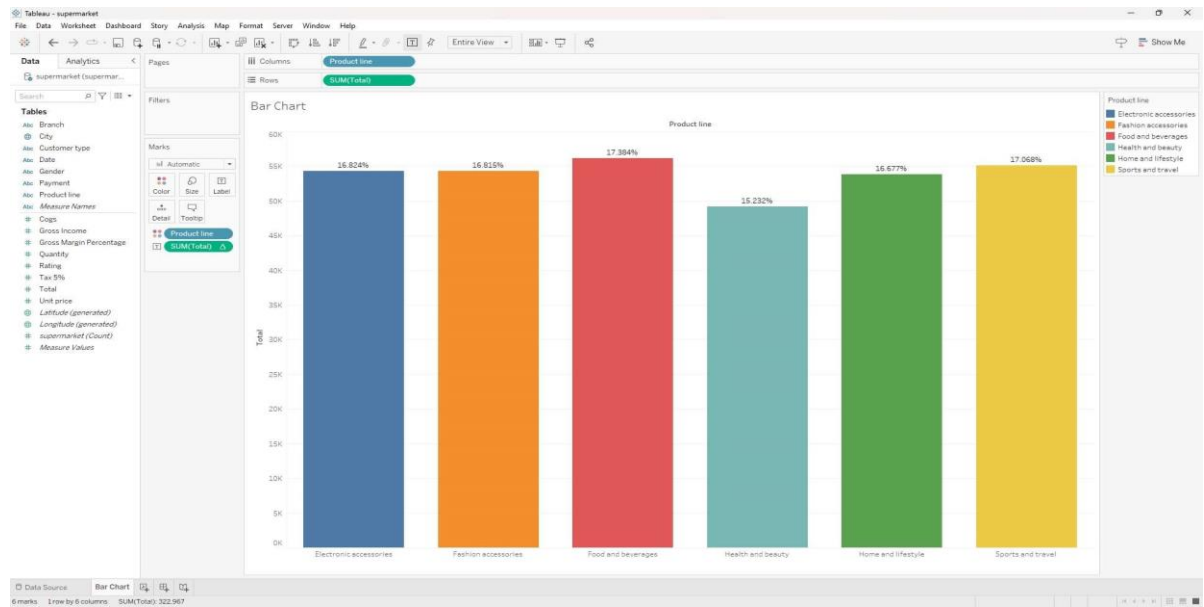 Tableau - supermarket
File Data Worksheet Dashboard Story Analysis Map Format Server Window Help
Entire View
Show Me
Data Analytics
Pages
Columns
Product line
supermarket (supermar...
Rows
SUM(Total)
Search
Tables
Abc Branch
City
Abc Customer type
Abc Date
Abc Gender
Abc Payment
Abc Product line
Abc Measure Names
# Cogs
# Gross Income
# Gross Margin Percentage
# Quantity
# Rating
# Tax 5%
# Total
# Unit price
Latitude (generated)
Longitude (generated)
# supermarket (Count)
# Measure Values
Filters
Marks
Automatic
Color Size Label
Detail Tooltip
Product line
SUM(Total)
Bar Chart
Product line
60K
55K
50K
45K
40K
35K
30K
25K
20K
15K
10K
5K
0K
Total
16.824%
16.815%
17.384%
15.232%
16.677%
17.068%
Electronic accessories
Fashion accessories
Food and beverages
Health and beauty
Home and lifestyle
Sports and travel
Product line
Electronic accessories
Fashion accessories
Food and beverages
Health and beauty
Home and lifestyle
Sports and travel
Data Source Bar Chart
6 marks 1 row by 6 columns SUM(Total): 322,967